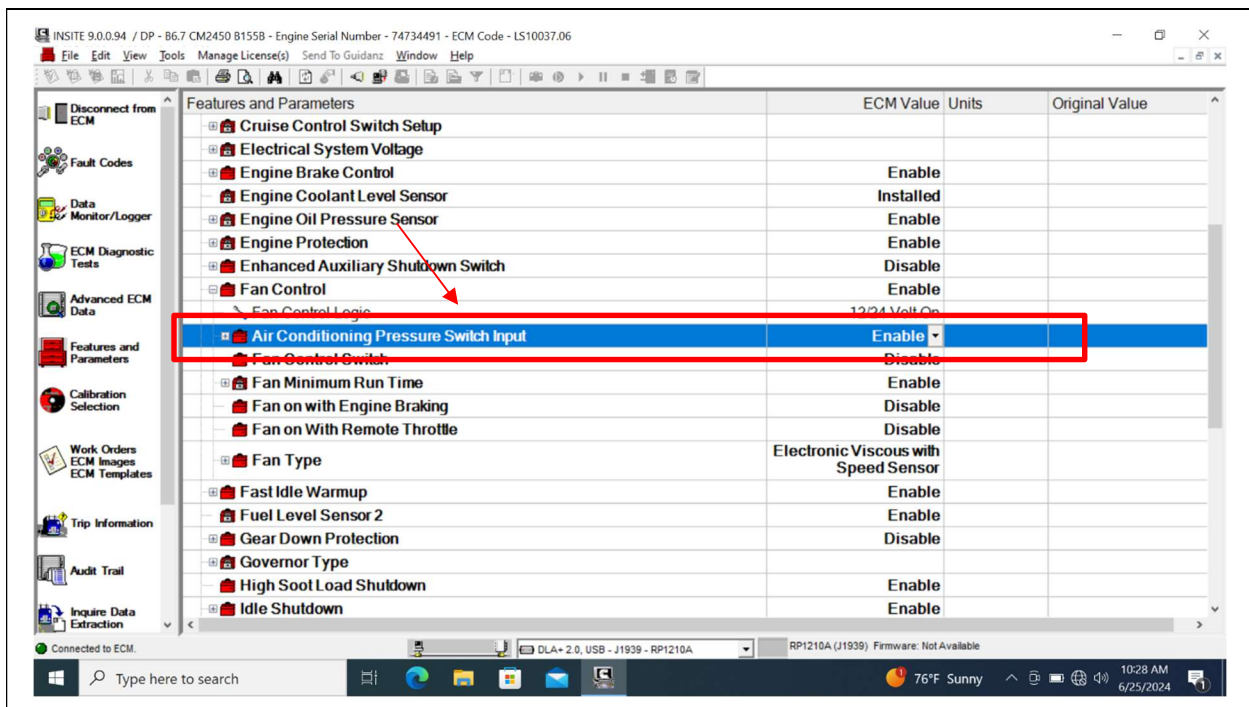 INSITE 9.0.0.94 / DP - B6.7 CM2450 B155B - Engine Serial Number - 74734491 - ECM Code - LS10037.06
File Edit View Tools Manage License(s) Send To Guidanz Window Help
Disconnect from
ECM
Fault Codes
Data
Monitor/Logger
ECM Diagnostic
Tests
Advanced ECM
Data
Features and
Parameters
Calibration
Selection
Work Orders
ECM Images
ECM Templates
Trip Information
Audit Trail
Inquire Data
Extraction
Features and Parameters ECM Value Units Original Value
Cruise Control Switch Setup
Electrical System Voltage
Engine Brake Control Enable
Engine Coolant Level Sensor Installed
Engine Oil Pressure Sensor Enable
Engine Protection Enable
Enhanced Auxiliary Shutdown Switch Disable
Fan Control Enable
Fan Control Logic 12/24 Volt On
Air Conditioning Pressure Switch Input Enable
Fan Control Switch Disable
Fan Minimum Run Time Enable
Fan on with Engine Braking Disable
Fan on With Remote Throttle Disable
Fan Type Electronic Viscous with
Speed Sensor
Fast Idle Warmup Enable
Fuel Level Sensor 2 Enable
Gear Down Protection Disable
Governor Type
High Soot Load Shutdown Enable
Idle Shutdown Enable
Connected to ECM. DLA+ 2.0, USB - J1939 - RP1210A RP1210A (J1939) Firmware: Not Available
Type here to search 76°F Sunny 10:28 AM
6/25/2024